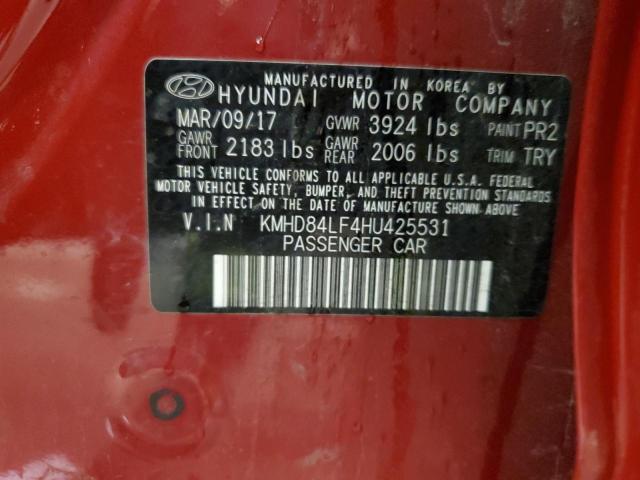 MANUFACTURED IN KOREA BY
HYUNDAI MOTOR COMPANY
MAR/09/17 GVWR 3924 lbs PAINT PR2
GAWR FRONT 2183 lbs GAWR REAR 2006 lbs TRIM TRY
THIS VEHICLE CONFORMS TO ALL APPLICABLE U.S.A. FEDERAL
MOTOR VEHICLE SAFETY, BUMPER, AND THEFT PREVENTION STANDARDS
IN EFFECT ON THE DATE OF MANUFACTURE SHOWN ABOVE
V.I.N KMHD84LF4HU425531
PASSENGER CAR